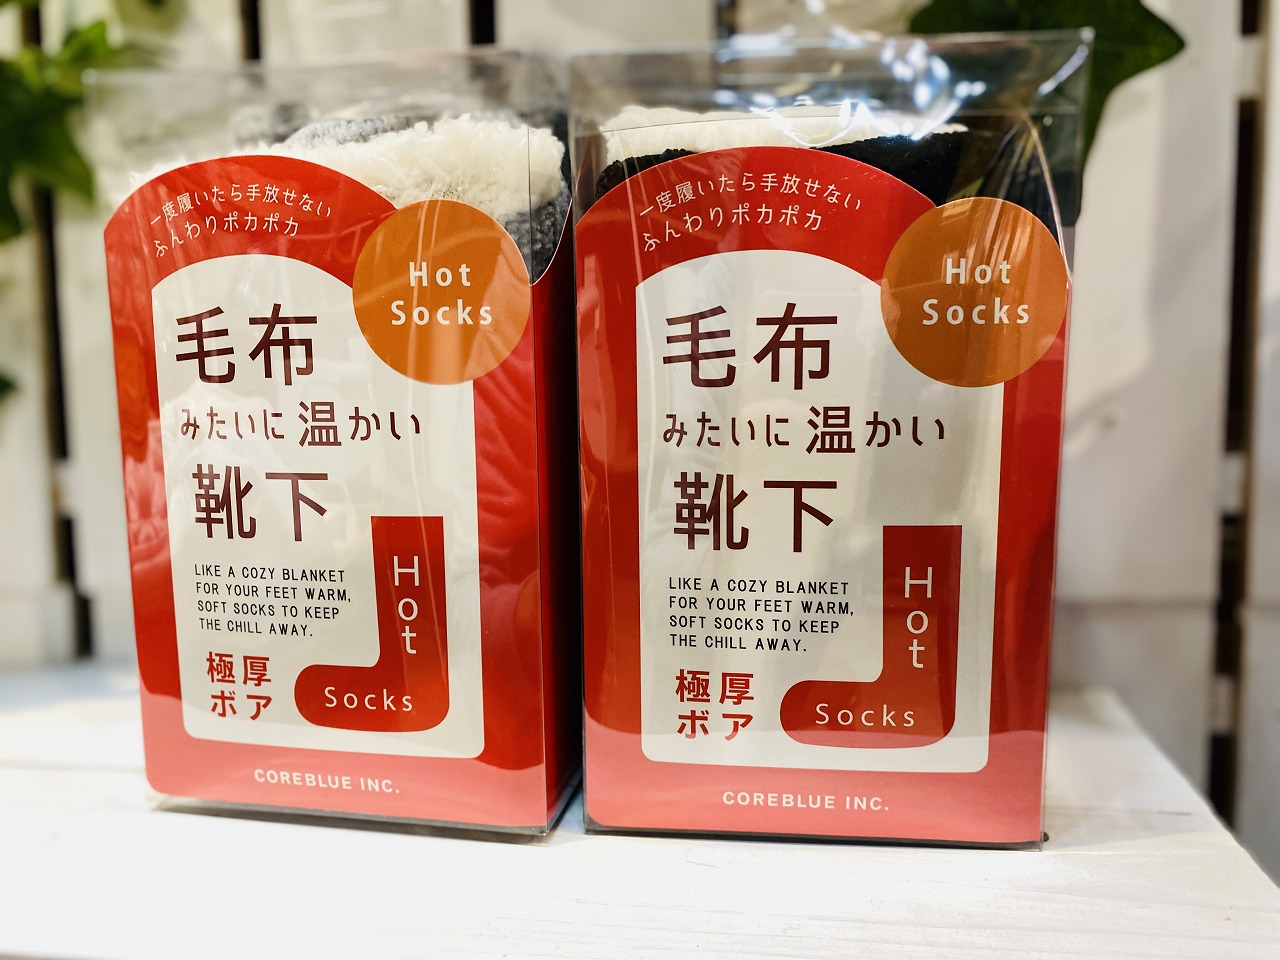 一度履いたら手放せない
ふんわりポカポカ
Hot
Socks
毛布
みたいに温かい
靴下
LIKE A COZY BLANKET
FOR YOUR FEET WARM,
SOFT SOCKS TO KEEP
THE CHILL AWAY.
極厚
ボア
Hot
Socks
COREBLUE INC.
一度履いたら手放せない
ふんわりポカポカ
Hot
Socks
毛布
みたいに温かい
靴下
LIKE A COZY BLANKET
FOR YOUR FEET WARM,
SOFT SOCKS TO KEEP
THE CHILL AWAY.
極厚
ボア
Hot
Socks
COREBLUE INC.